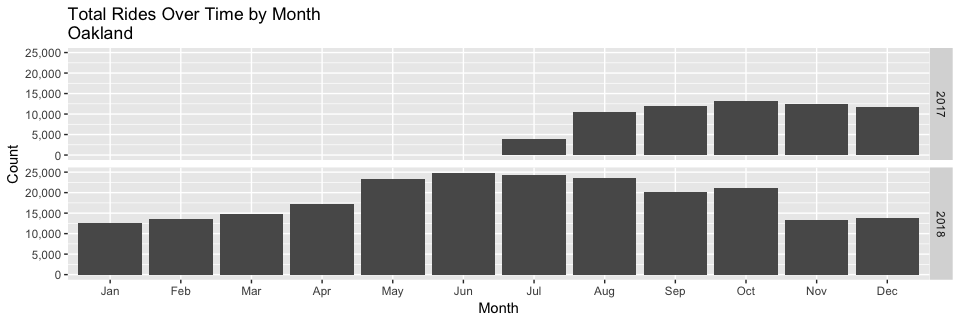 Total Rides Over Time by Month
Oakland
Count
25,000
20,000
15,000
10,000
5,000
0
2017
25,000
20,000
15,000
10,000
5,000
0
2018
Jan Feb Mar Apr May Jun Jul Aug Sep Oct Nov Dec
Month